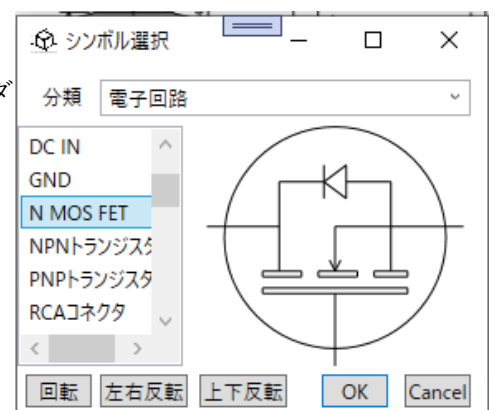 シンボル選択
ダ
分類 電子回路
DC IN
GND
N MOS FET
NPNトランジスタ
PNPトランジスタ
RCAコネクタ
回転 左右反転 上下反転 OK Cancel